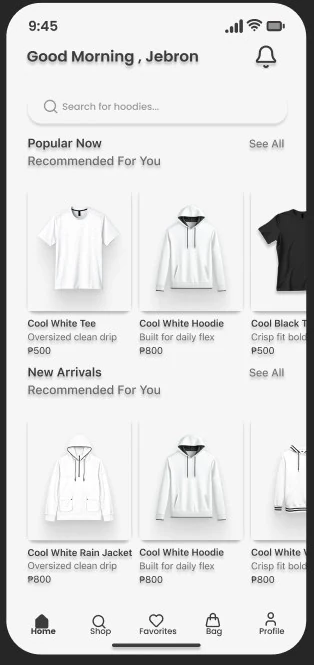 9:45
Good Morning , Jebron
Search for hoodies...
Popular Now
See All
Recommended For You
Cool White Tee
Oversized clean drip
₱500
Cool White Hoodie
Built for daily flex
₱800
Cool Black T
Crisp fit bold
₱500
New Arrivals
See All
Recommended For You
Cool White Rain Jacket
Oversized clean drip
₱800
Cool White Hoodie
Built for daily flex
₱800
Cool White
Crisp fit bold
₱800
Home
Shop
Favorites
Bag
Profile